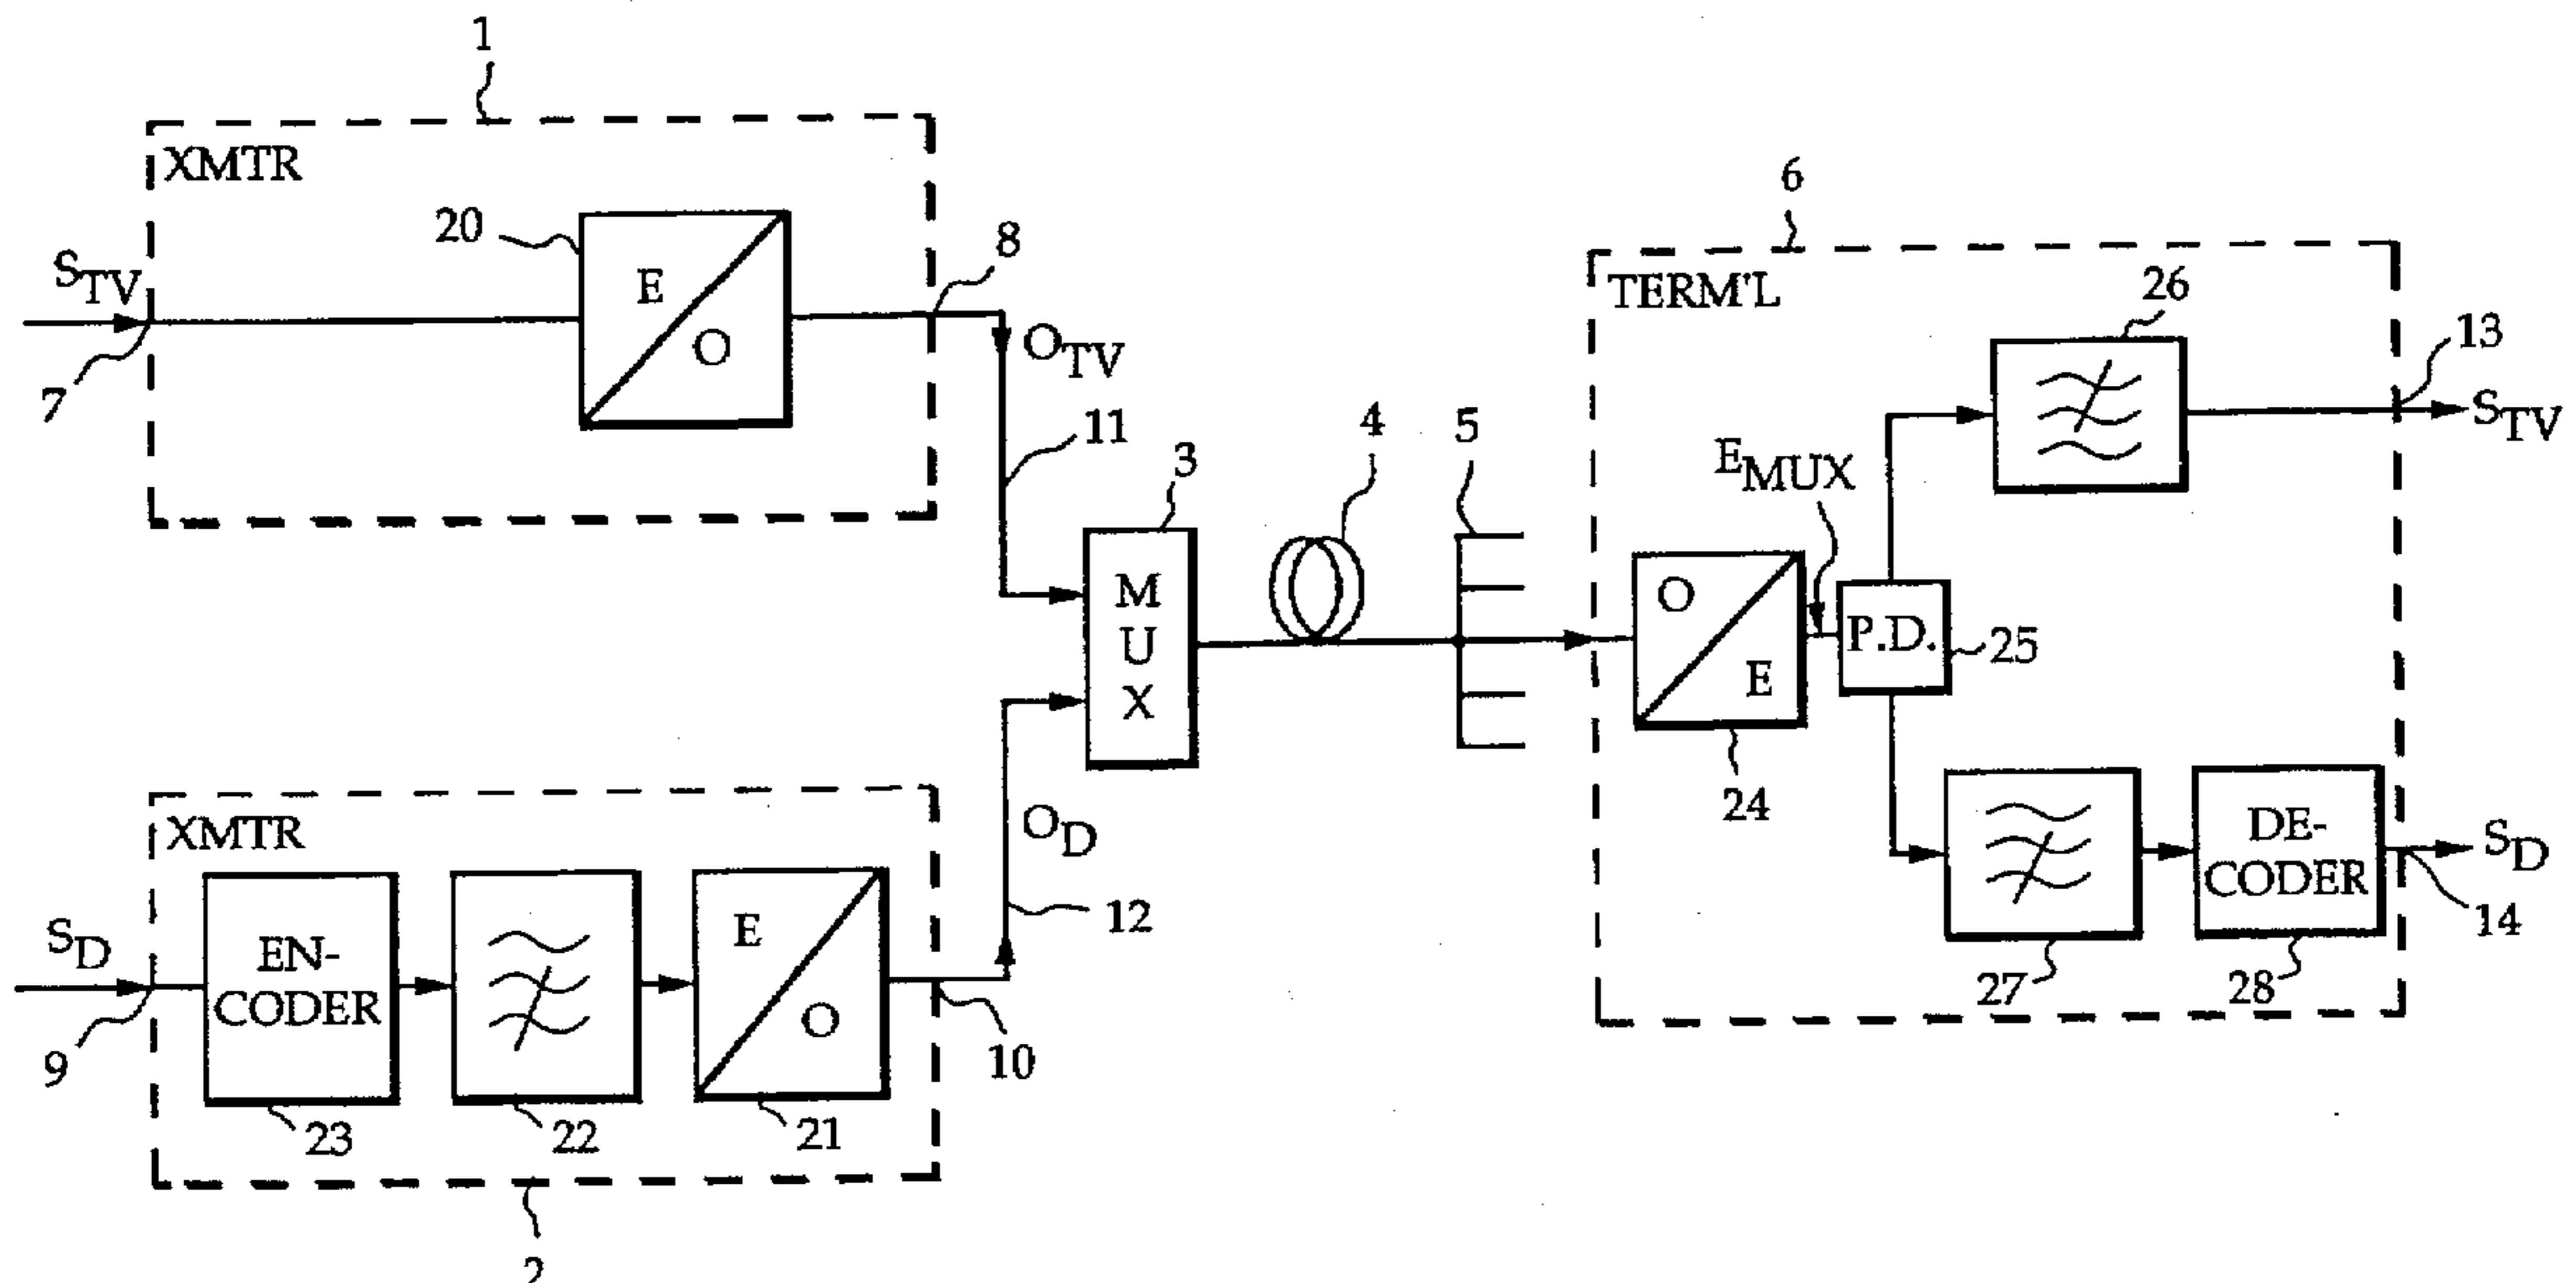 1
XMTR
20
E
O
S_TV
7
8
O_TV
11
3
MUX
4
5
6
TERM'L
26
13
S_TV
E_MUX
O
E
24
P.D.
25
27
DE-
CODER
28
S_D
14
XMTR
O_D
12
S_D
9
EN-
CODER
23
22
E
O
21
10
2